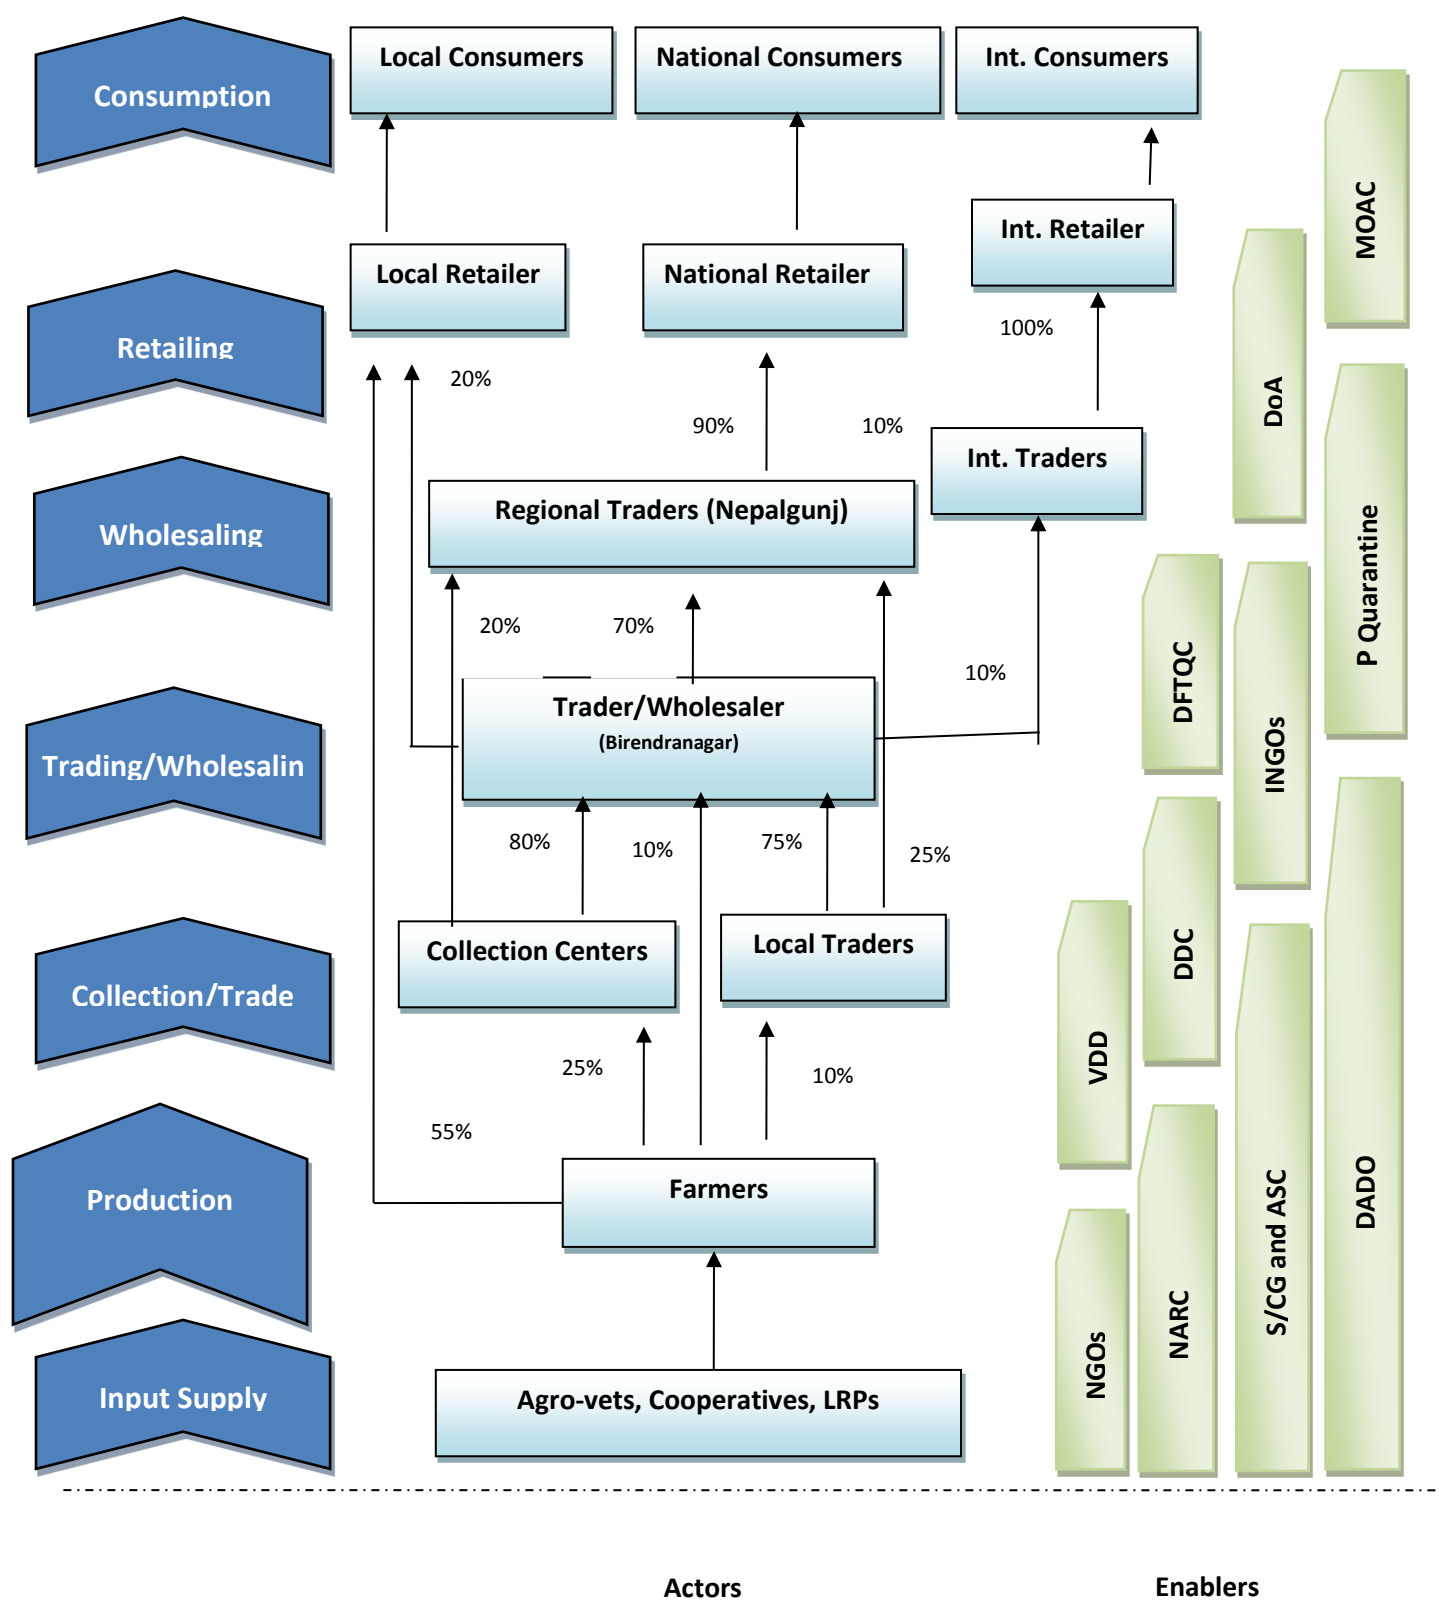 Local Consumers
National Consumers
Int. Consumers
Consumption
MOAC
Int. Retailer
Local Retailer
National Retailer
DoA
Retailing
100%
20%
90%
10%
Int. Traders
Regional Traders (Nepalgunj)
Wholesaling
P Quarantine
20%
70%
10%
DFTQC
INGOs
Trader/Wholesaler
(Birendranagar)
Trading/Wholesalin
80%
10%
75%
25%
Collection Centers
Local Traders
DDC
Collection/Trade
VDD
25%
10%
55%
Farmers
Production
S/CG and ASC
DADO
NGOs
NARC
Agro-vets, Cooperatives, LRPs
Input Supply
Actors
Enablers